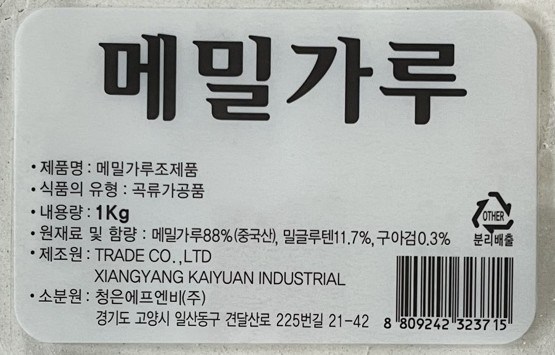 메밀가루
• 제품명 : 메밀가루조제품
• 식품의 유형 : 곡류가공품
• 내용량 : 1Kg
• 원재료 및 함량 : 메밀가루88%(중국산), 밀글루텐11.7%, 구아검0.3%
• 제조원 : TRADE CO.,LTD
XIANGYANG KAIYUAN INDUSTRIAL
• 소분원 : 청은에프엔비(주)
경기도 고양시 일산동구 견달산로 225번길 21-42
OTHER
분리배출
8 809242 323715